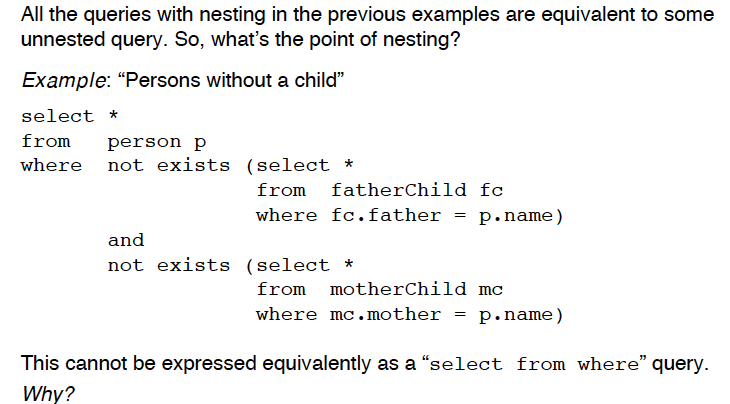 All the queries with nesting in the previous examples are equivalent to some
unnested query. So, what's the point of nesting?
Example: “Persons without a child”
select *
from person p
where not exists (select *
from fatherChild fc
where fc.father = p.name)
and
not exists (select *
from motherChild mc
where mc.mother = p.name)
This cannot be expressed equivalently as a “select from where” query.
Why?